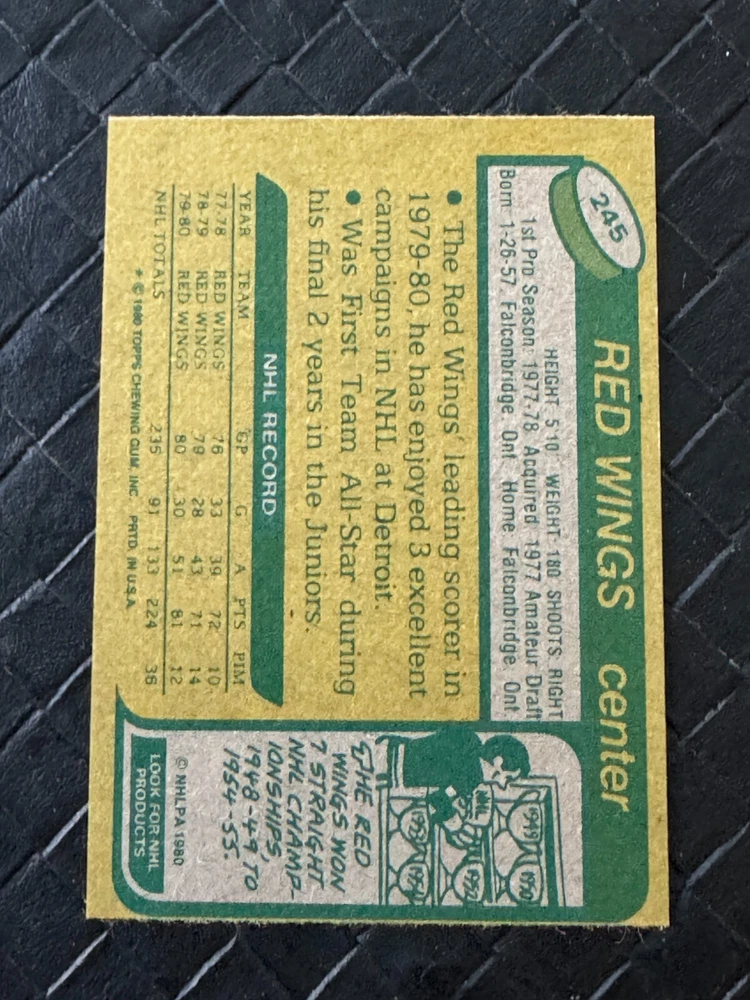 245
RED WINGS center
HEIGHT 5'10 WEIGHT 180 SHOOTS: RIGHT
1st Pro Season: 1977-78 Acquired: 1977 Amateur Draft
Born: 1-26-57 Falconbridge Ont Home: Falconbridge Ont
• The Red Wings' leading scorer in
1979-80, he has enjoyed 3 excellent
campaigns in NHL at Detroit.
• Was First Team All-Star during
his final 2 years in the Juniors.
NHL RECORD
YEAR TEAM GP G A PTS PIM
77-78 RED WINGS 76 33 39 72 10
78-79 RED WINGS 79 28 43 71 14
79-80 RED WINGS 80 30 51 81 12
NHL TOTALS 235 91 133 224 36
* © 1980 TOPPS CHEWING GUM, INC. PRTD. IN U.S.A.
1949
1950
NHL
1952
1953
1954
THE RED
WINGS WON
7 STRAIGHT
NHL CHAMP-
IONSHIPS,
1948-49 TO
1954-55.
© NHLPA 1980
LOOK FOR NHL
PRODUCTS